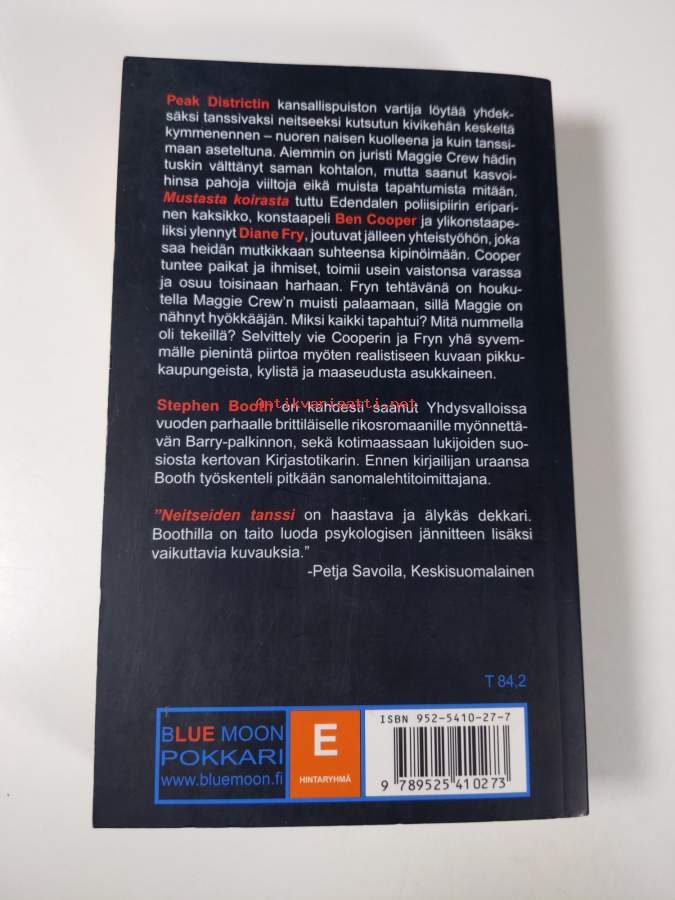 Peak Districtin kansallispuiston vartija löytää yhdek-
säksi tanssivaksi neitseeksi kutsutun kivikehän keskeltä
kymmenennen – nuoren naisen kuolleena ja kuin tanssi-
maan aseteltuna. Aiemmin on juristi Maggie Crew hädin
tuskin välttänyt saman kohtalon, mutta saanut kasvoi-
hinsa pahoja viiltoja eikä muista tapahtumista mitään.
Mustasta koirasta tuttu Edendalen poliisipiirin eripari-
nen kaksikko, konstaapeli Ben Cooper ja ylikonstaape-
liksi ylennyt Diane Fry, joutuvat jälleen yhteistyöhön, joka
saa heidän mutkikkaan suhteensa kipinöimään. Cooper
tuntee paikat ja ihmiset, toimii usein vaistonsa varassa
ja osuu toisinaan harhaan. Fryn tehtävänä on houku-
tella Maggie Crew'n muisti palaamaan, sillä Maggie on
nähnyt hyökkääjän. Miksi kaikki tapahtui? Mitä nummella
oli tekeillä? Selvittely vie Cooperin ja Fryn yhä syvem-
mälle pienintä piirtoa myöten realistiseen kuvaan pikku-
kaupungeista, kylistä ja maaseudusta asukkaineen.
Antikvariaatti.net
Stephen Booth on kahdesti saanut Yhdysvalloissa
vuoden parhaalle brittiläiselle rikosromaanille myönnettä-
vän Barry-palkinnon, sekä kotimaassaan lukijoiden suo-
siosta kertovan Kirjastotikarin. Ennen kirjailijan uraansa
Booth työskenteli pitkään sanomalehtitoimittajana.
"Neitseiden tanssi on haastava ja älykäs dekkari.
Boothilla on taito luoda psykologisen jännitteen lisäksi
vaikuttavia kuvauksia."
-Petja Savoila, Keskisuomalainen
T 84,2
BLUE MOON
POKKARI
www.bluemoon.fi
E
HINTARYHMÄ
ISBN 952-5410-27-7
9 789525 410273